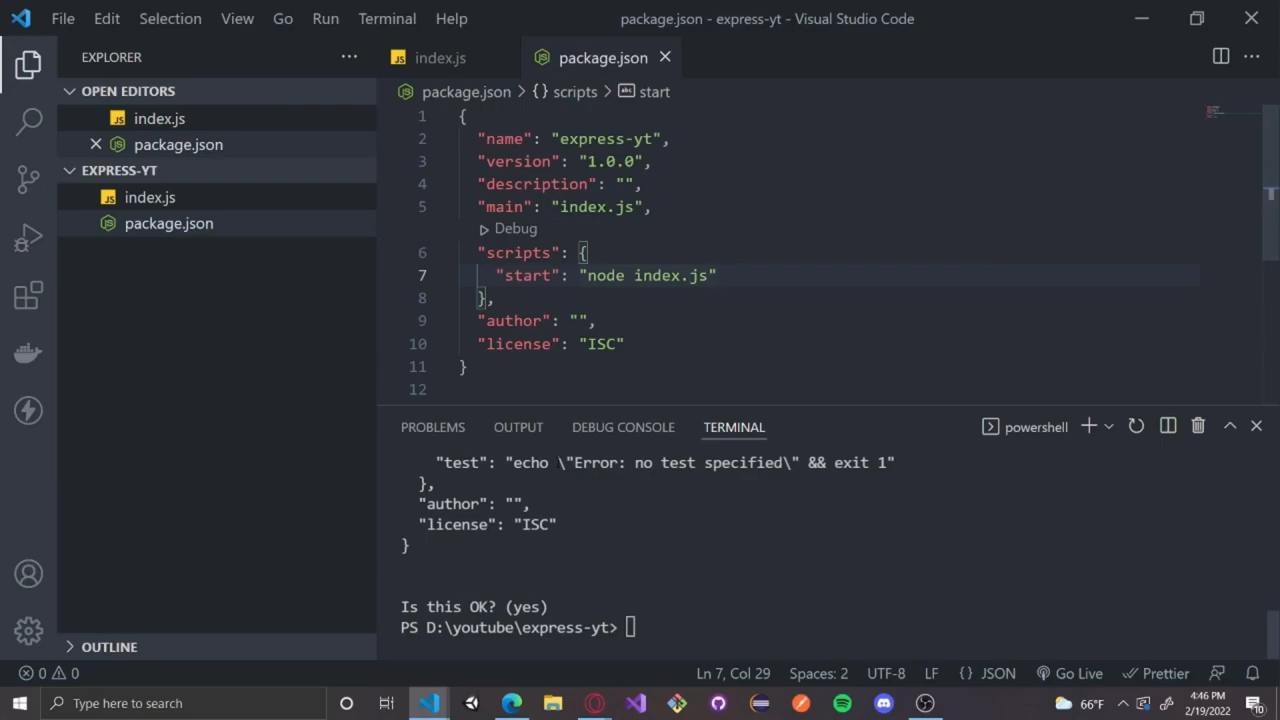 File Edit Selection View Go Run Terminal Help
package.json - express-yt - Visual Studio Code
EXPLORER
OPEN EDITORS
JS index.js
package.json
EXPRESS-YT
JS index.js
package.json
OUTLINE
JS index.js
package.json
package.json > {} scripts > abc start
1 {
2 "name": "express-yt",
3 "version": "1.0.0",
4 "description": "",
5 "main": "index.js",
Debug
6 "scripts": {
7 "start": "node index.js"
8 },
9 "author": "",
10 "license": "ISC"
11 }
12
PROBLEMS OUTPUT DEBUG CONSOLE TERMINAL
powershell
"test": "echo \"Error: no test specified\" && exit 1"
},
"author": "",
"license": "ISC"
}
Is this OK? (yes)
PS D:\youtube\express-yt>
0 0
Ln 7, Col 29 Spaces: 2 UTF-8 LF {} JSON Go Live Prettier
Type here to search
66°F
4:46 PM
2/19/2022
10